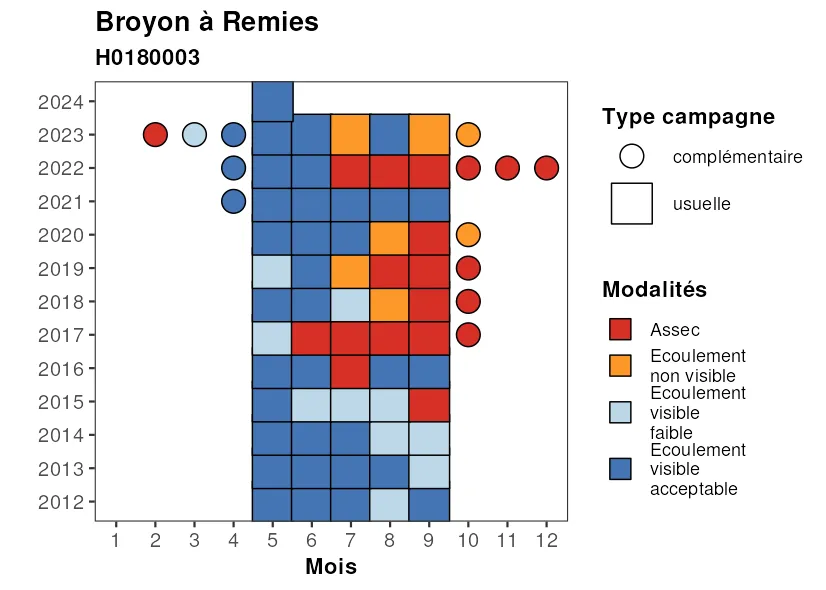 Broyon à Remies
H0180003
2024
2023
2022
2021
2020
2019
2018
2017
2016
2015
2014
2013
2012
1 2 3 4 5 6 7 8 9 10 11 12
Mois
Type campagne
complémentaire
usuelle
Modalités
Assec
Ecoulement
non visible
Ecoulement
visible
faible
Ecoulement
visible
acceptable